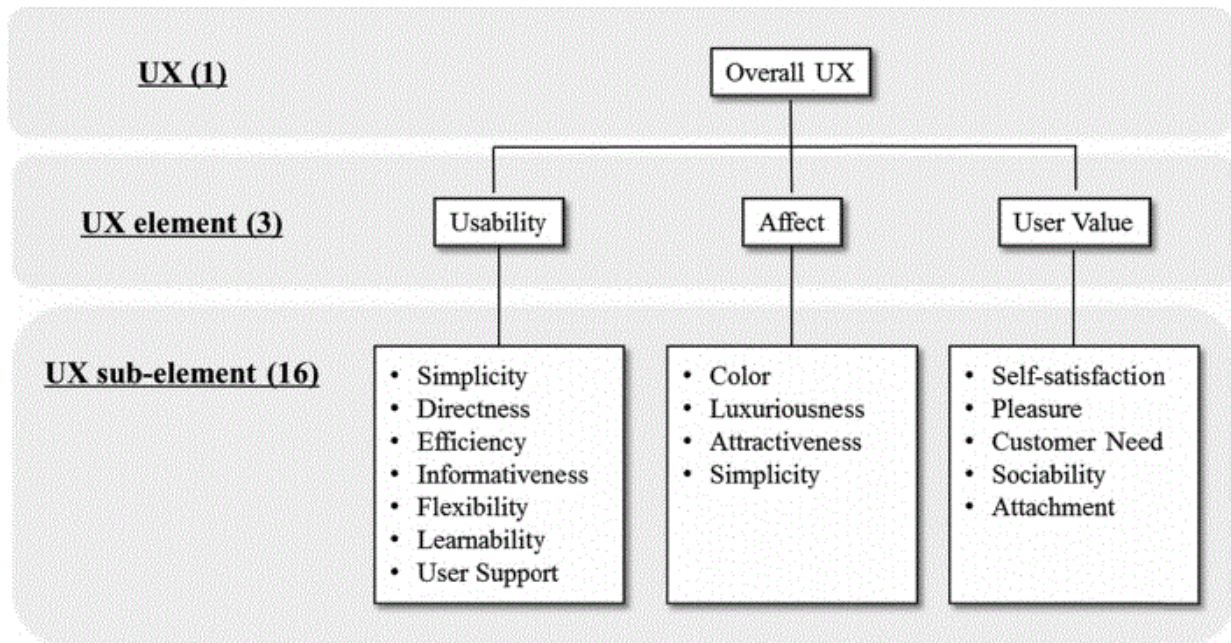 UX (1)
Overall UX
UX element (3)
Usability
Affect
User Value
UX sub-element (16)
• Simplicity
• Directness
• Efficiency
• Informativeness
• Flexibility
• Learnability
• User Support
• Color
• Luxuriousness
• Attractiveness
• Simplicity
• Self-satisfaction
• Pleasure
• Customer Need
• Sociability
• Attachment